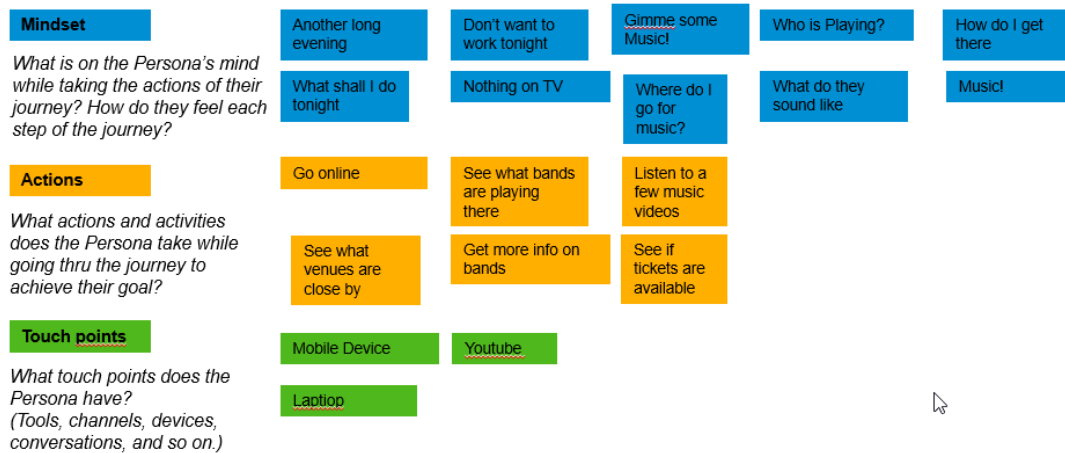 Mindset
What is on the Persona's mind
while taking the actions of their
journey? How do they feel each
step of the journey?
Another long
evening
Don't want to
work tonight
Gimme some
Music!
Who is Playing?
How do I get
there
What shall I do
tonight
Nothing on TV
Where do I
go for
music?
What do they
sound like
Music!
Actions
What actions and activities
does the Persona take while
going thru the journey to
achieve their goal?
Go online
See what bands
are playing
there
Listen to a
few music
videos
See what
venues are
close by
Get more info on
bands
See if
tickets are
available
Touch points
What touch points does the
Persona have?
(Tools, channels, devices,
conversations, and so on.)
Mobile Device
Youtube
Laptiop